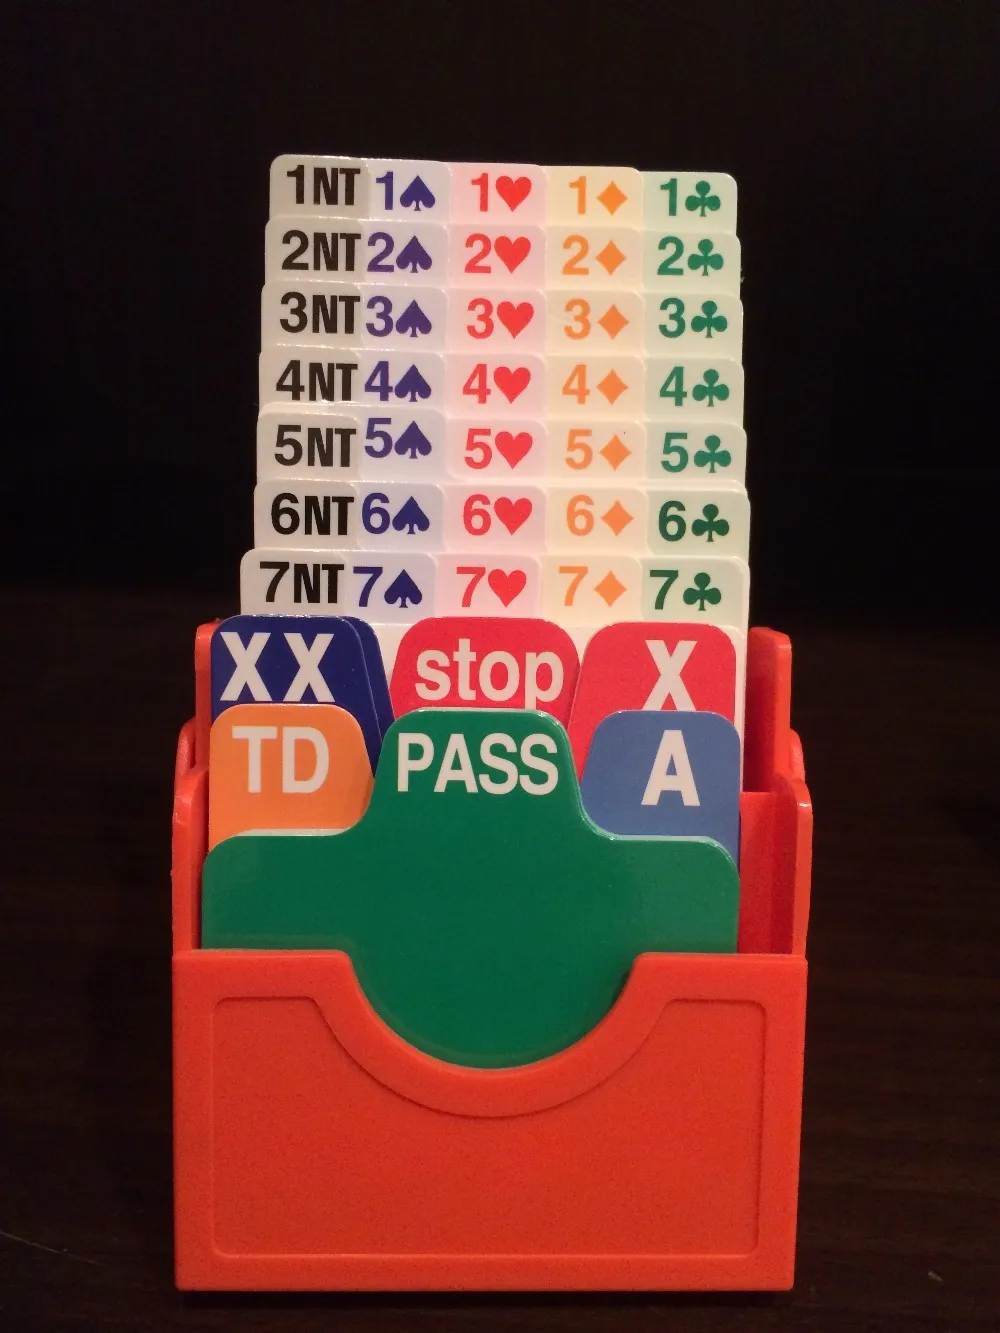 1NT 1♠ 1♥ 1♦ 1♣
2NT 2♠ 2♥ 2♦ 2♣
3NT 3♠ 3♥ 3♦ 3♣
4NT 4♠ 4♥ 4♦ 4♣
5NT 5♠ 5♥ 5♦ 5♣
6NT 6♠ 6♥ 6♦ 6♣
7NT 7♠ 7♥ 7♦ 7♣
XX stop X
TD PASS A